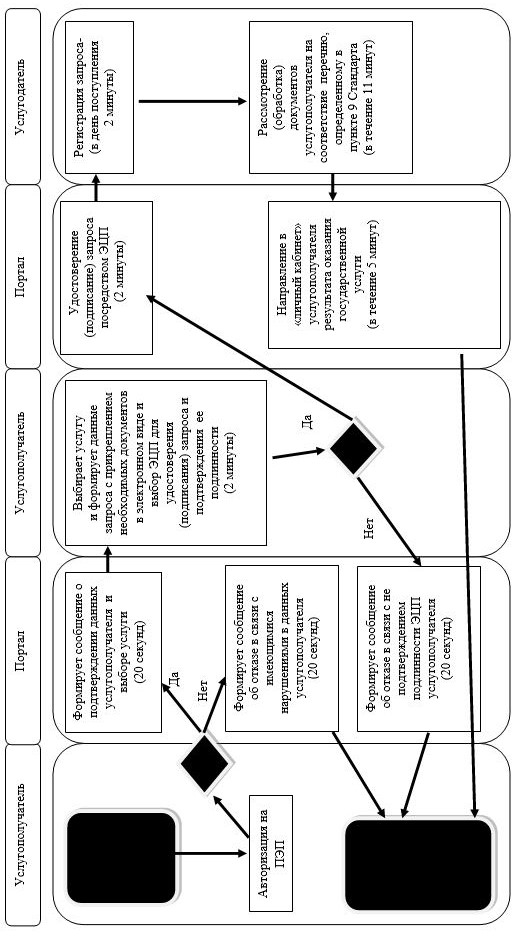 Услугополучатель
Портал
Услугополучатель
Портал
Услугодатель
Авторизация на
ПЭП
Да
Нет
Формирует сообщение о
подтверждении данных
услугополучателя и
выборе услуги
(20 секунд)
Формирует сообщение
об отказе в связи с
имеющимися
нарушениями в данных
услугополучателя
(20 секунд)
Формирует сообщение
об отказе в связи с не
подтверждением
подлинности ЭЦП
услугополучателя
(20 секунд)
Выбирает услугу
и формирует данные
запроса с прикреплением
необходимых документов
в электронном виде и
выбор ЭЦП для
удостоверения
(подписания) запроса и
подтверждения ее
подлинности
(2 минуты)
Да
Нет
Удостоверение
(подписание) запроса
посредством ЭЦП
(2 минуты)
Направление в
«личный кабинет»
услугополучателя
результата оказания
государственной
услуги
(в течение 5 минут)
Регистрация запроса-
(в день поступления
2 минуты)
Рассмотрение
(обработка)
документов
услугополучателя на
соответствие перечню,
определенному в
пункте 9 Стандарта
(в течение 11 минут)